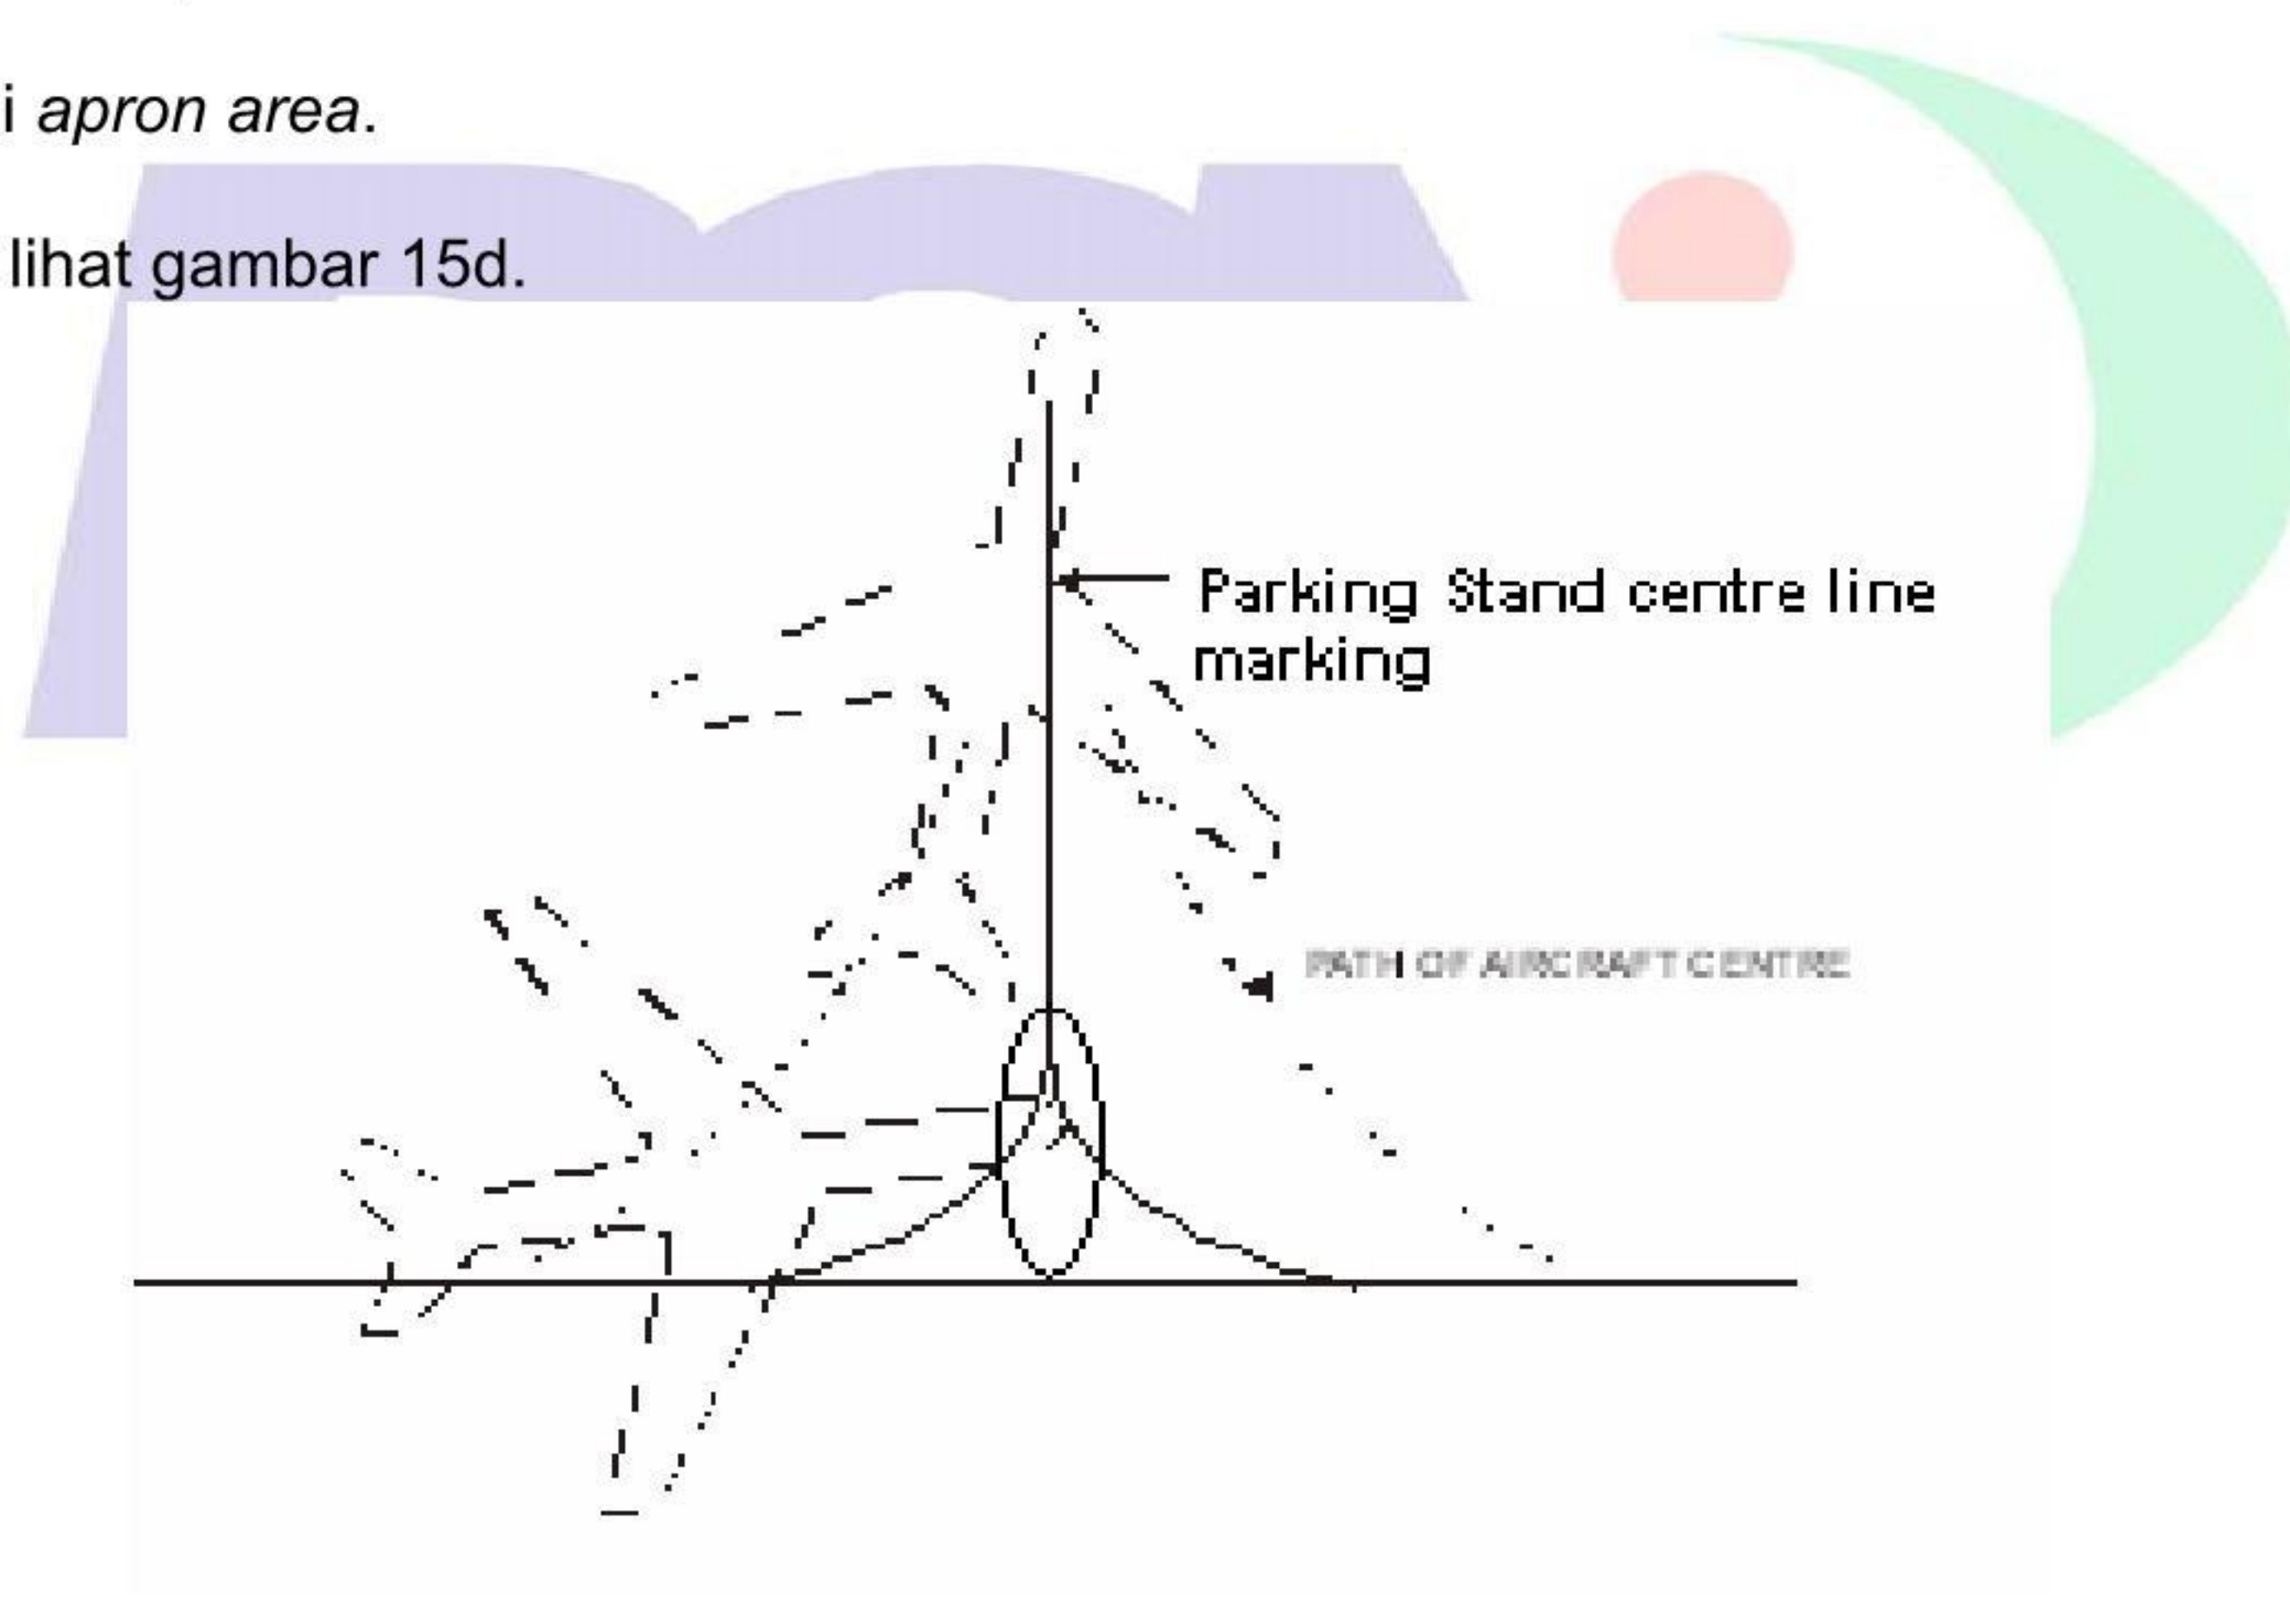 i apron area.
lihat gambar 15d.
Parking Stand centre line
marking
PATH OF AIRCRAFT CENTRE